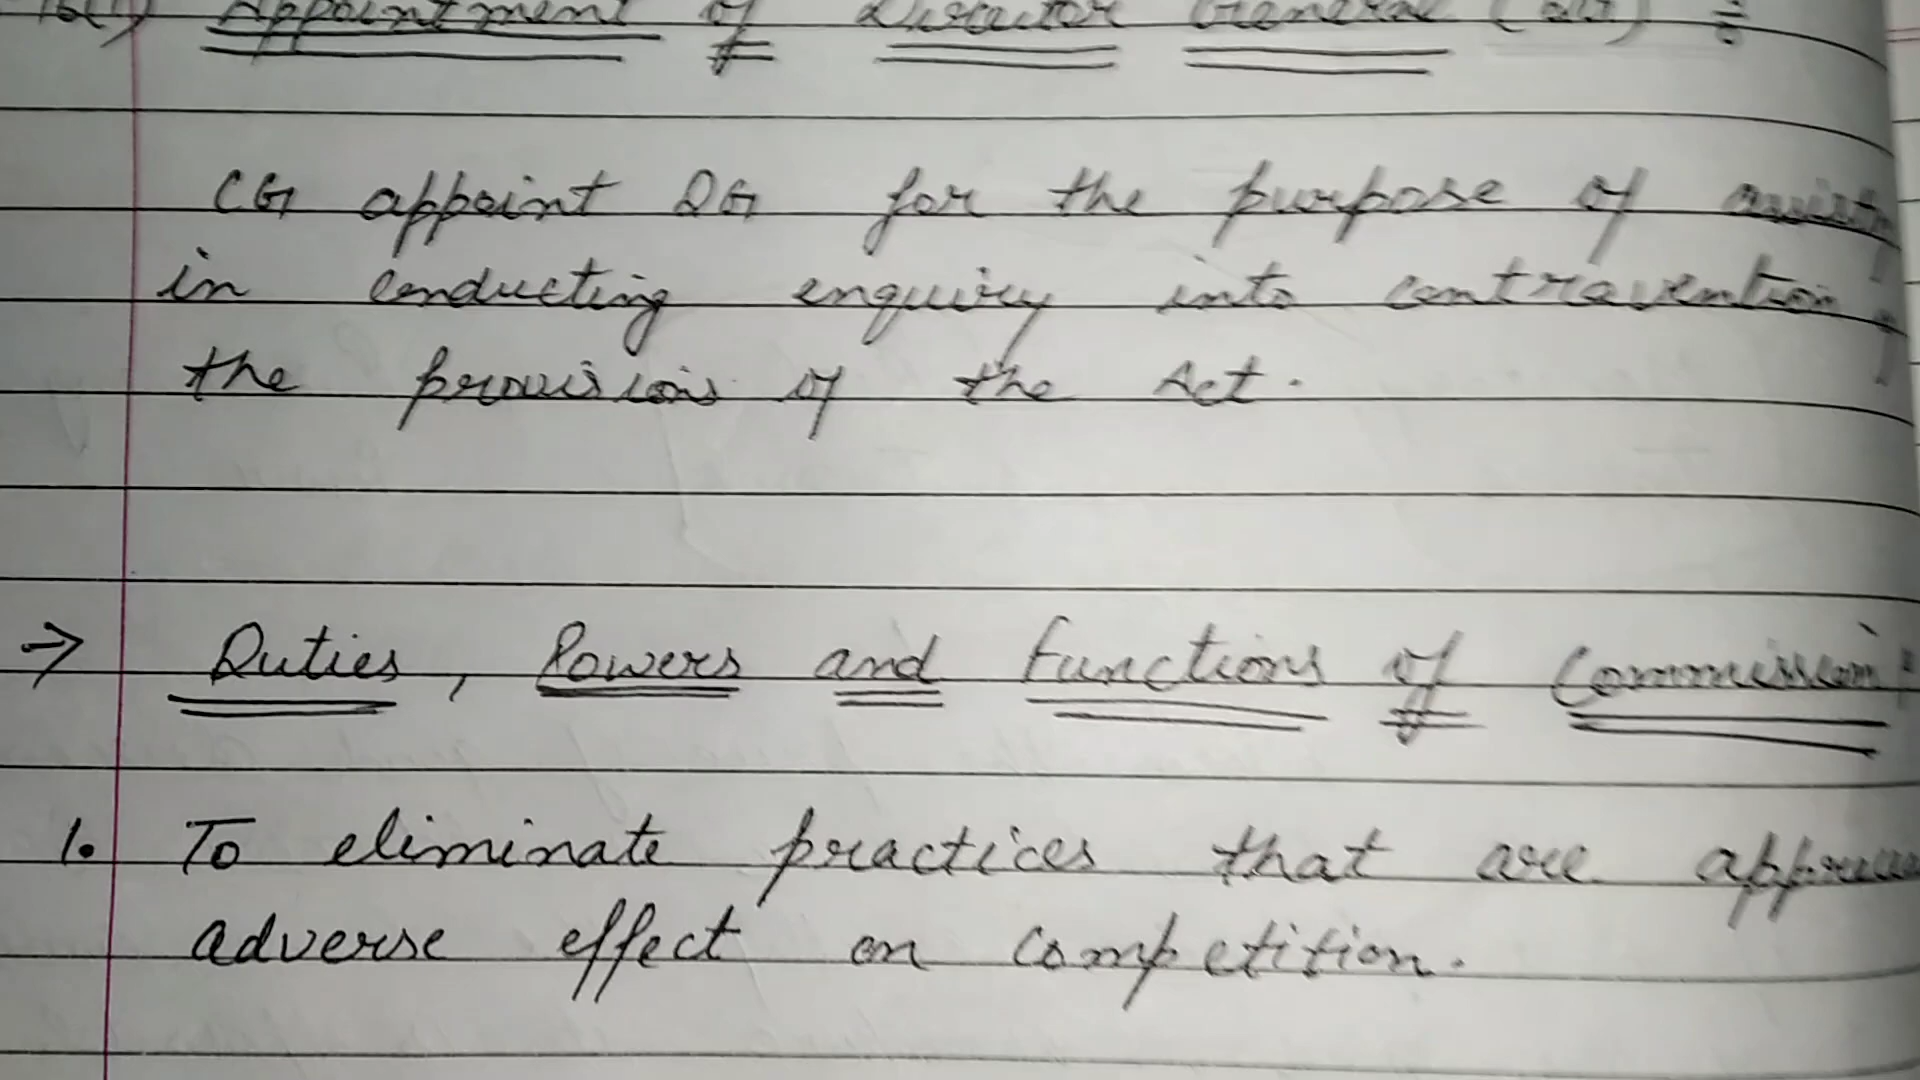 Appointment of Director General (DG) :-
CG appoint DG for the purpose of
in conducting enquiry into contravention of
the provisions of the Act.
→ Duties, Powers and Functions of Commission:
1. To eliminate practices that are
adverse effect on competition.